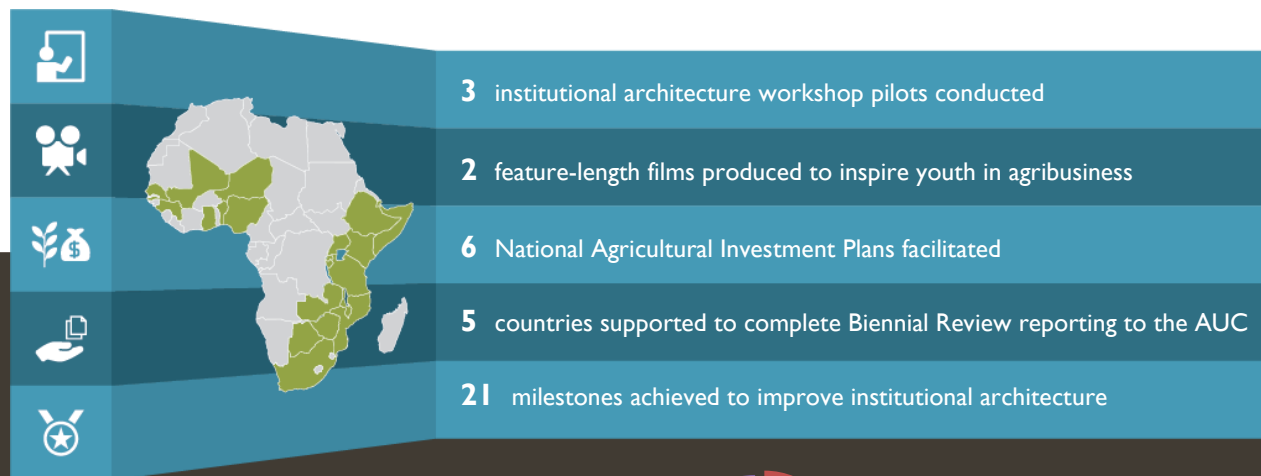 3 institutional architecture workshop pilots conducted
2 feature-length films produced to inspire youth in agribusiness
6 National Agricultural Investment Plans facilitated
5 countries supported to complete Biennial Review reporting to the AUC
21 milestones achieved to improve institutional architecture
$